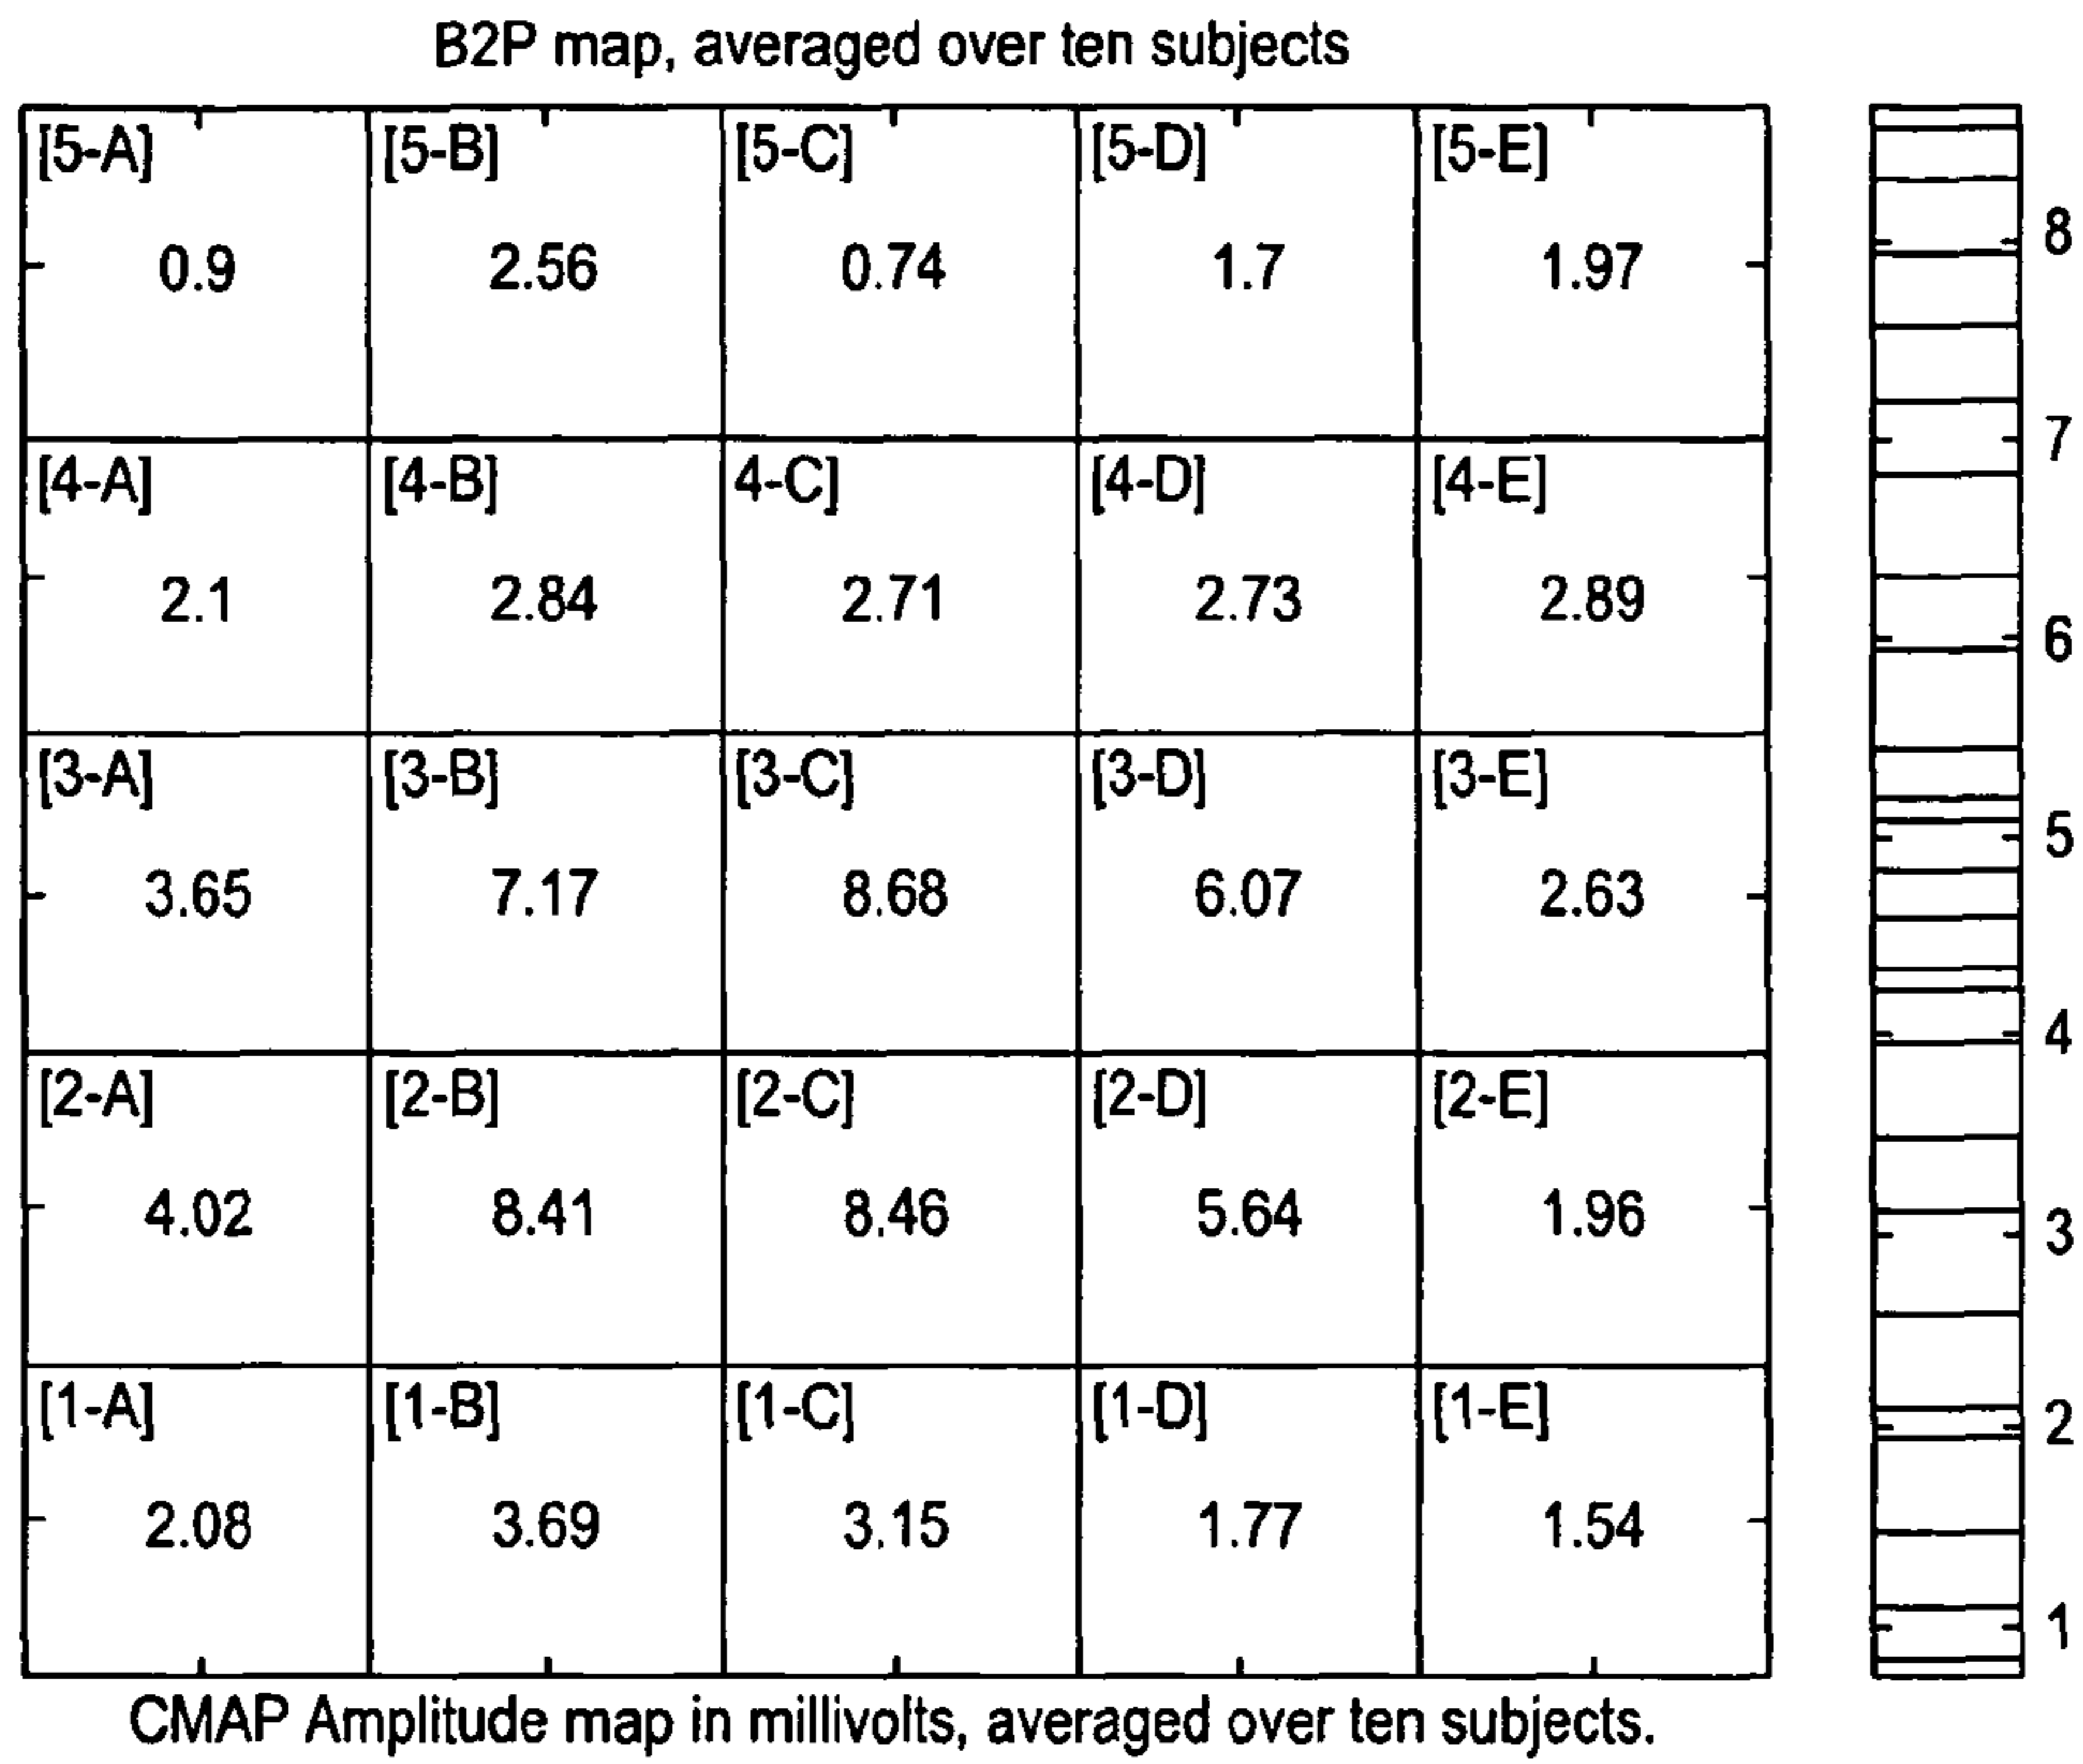 B2P map, averaged over ten subjects
[5-A] [5-B] [5-C] [5-D] [5-E]
0.9 2.56 0.74 1.7 1.97
[4-A] [4-B] 4-C] [4-D] [4-E]
2.1 2.84 2.71 2.73 2.89
[3-A] [3-B] [3-C] [3-D] [3-E]
3.65 7.17 8.68 6.07 2.63
[2-A] [2-B] [2-C] [2-D] [2-E]
4.02 8.41 8.46 5.64 1.96
[1-A] [1-B] [1-C] [1-D] [1-E]
2.08 3.69 3.15 1.77 1.54
8
7
6
5
4
3
2
1
CMAP Amplitude map in millivolts, averaged over ten subjects.